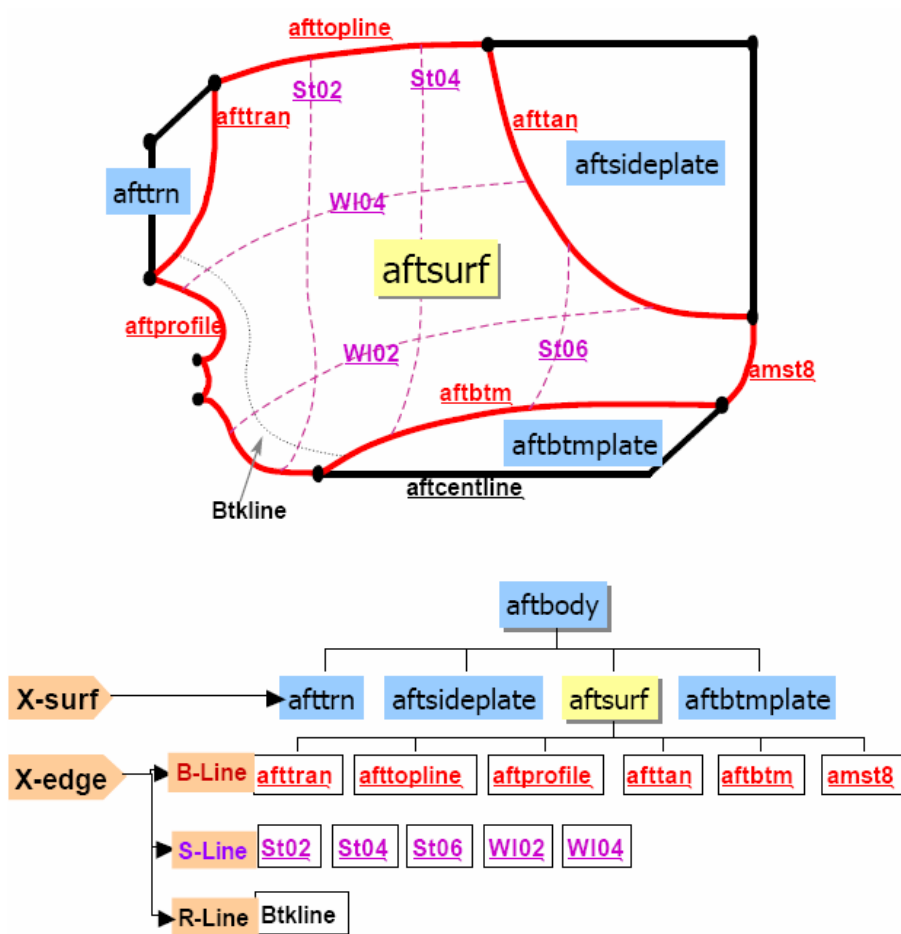 afttopline
St02
St04
afttran
afttan
aftsideplate
afttrn
Wl04
aftsurf
aftprofile
Wl02
St06
amst8
aftbtm
aftbtmplate
aftcentline
Btkline
aftbody
X-surf
afttrn
aftsideplate
aftsurf
aftbtmplate
X-edge
B-Line
afttran
afttopline
aftprofile
afttan
aftbtm
amst8
S-Line
St02
St04
St06
Wl02
Wl04
R-Line
Btkline